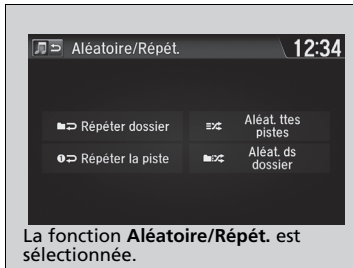 Aléatoire/Répét.
12:34
Répéter dossier
Aléat. ttes
pistes
Répéter la piste
Aléat. ds
dossier
La fonction Aléatoire/Répét. est
sélectionnée.